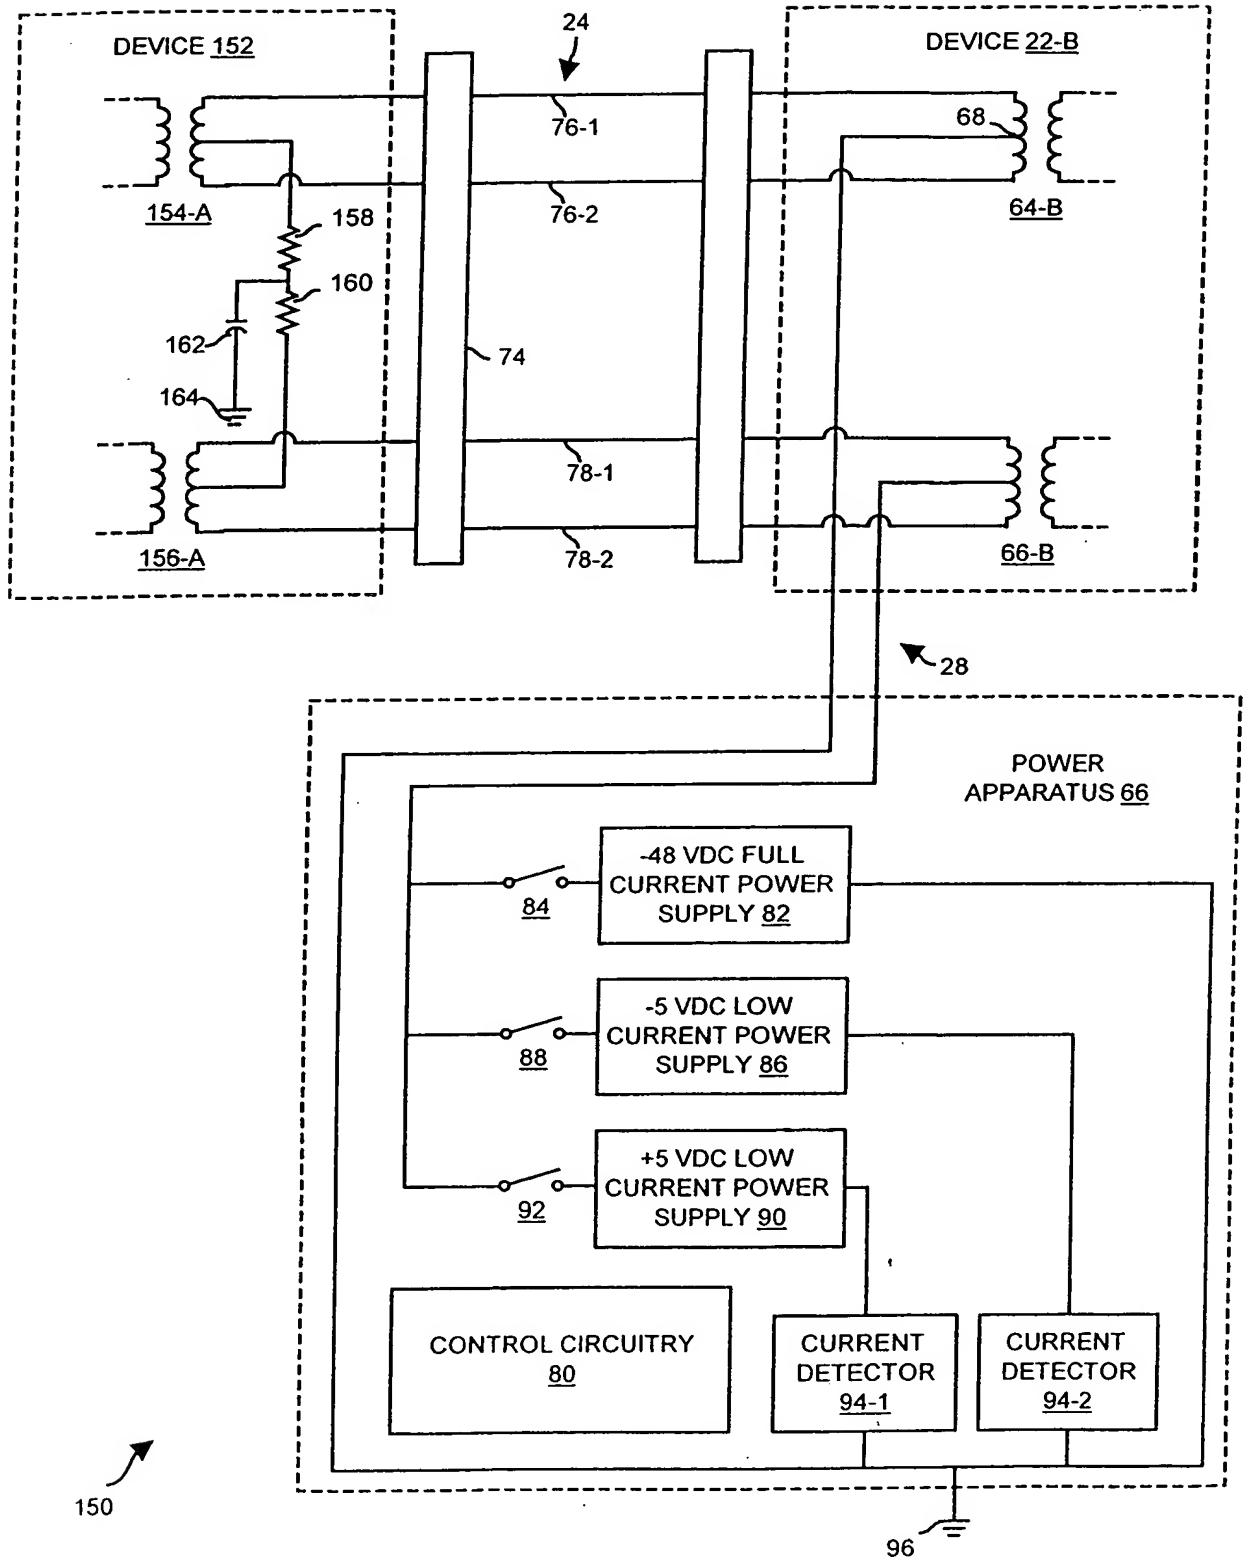 24
DEVICE 152
DEVICE 22-B
68
76-1
76-2
154-A
64-B
158
160
162
74
164
78-1
78-2
156-A
66-B
28
POWER
APPARATUS 66
-48 VDC FULL
CURRENT POWER
SUPPLY 82
84
-5 VDC LOW
CURRENT POWER
SUPPLY 86
88
+5 VDC LOW
CURRENT POWER
SUPPLY 90
92
CONTROL CIRCUITRY
80
CURRENT
DETECTOR
94-1
CURRENT
DETECTOR
94-2
150
96